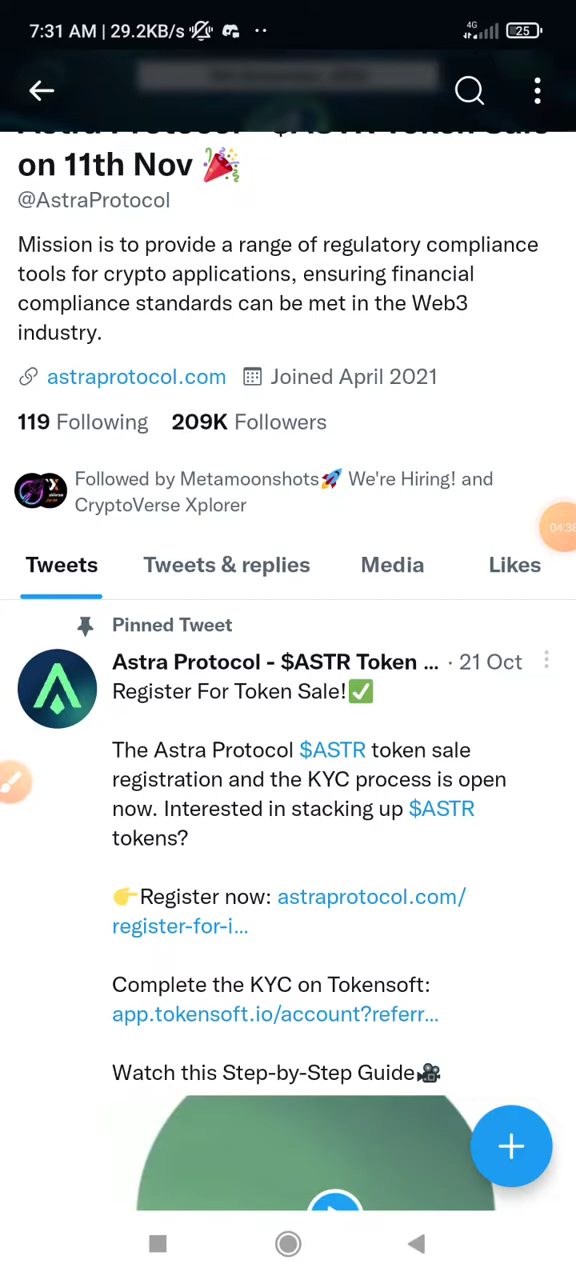 7:31 AM | 29.2KB/s
4G
25
on 11th Nov 🎉
@AstraProtocol
Mission is to provide a range of regulatory compliance
tools for crypto applications, ensuring financial
compliance standards can be met in the Web3
industry.
astraprotocol.com Joined April 2021
119 Following 209K Followers
Followed by Metamoonshots🚀 We're Hiring! and
CryptoVerse Xplorer
04:38
Tweets Tweets & replies Media Likes
Pinned Tweet
Astra Protocol - $ASTR Token ... · 21 Oct
Register For Token Sale!✅
The Astra Protocol $ASTR token sale
registration and the KYC process is open
now. Interested in stacking up $ASTR
tokens?
👉Register now: astraprotocol.com/
register-for-i...
Complete the KYC on Tokensoft:
app.tokensoft.io/account?referr...
Watch this Step-by-Step Guide🎥